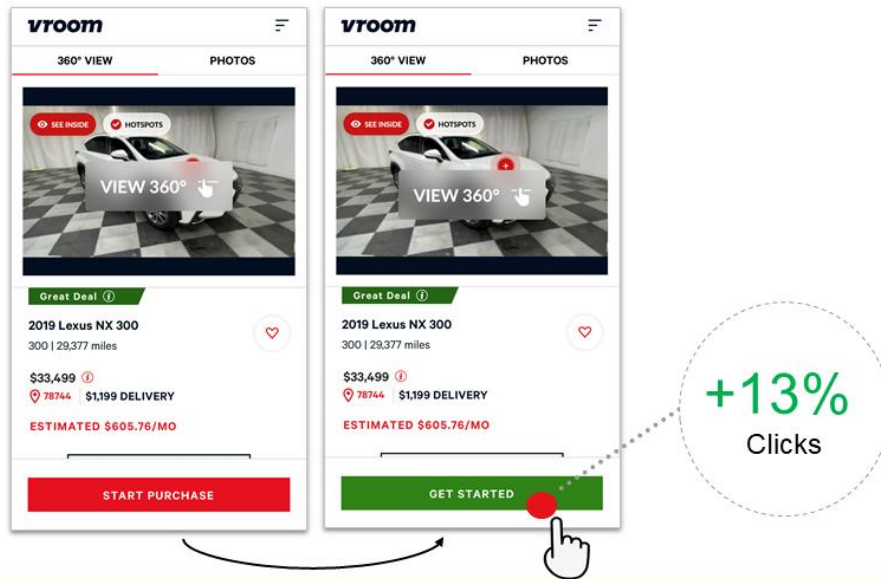 vroom
360° VIEW PHOTOS
SEE INSIDE HOTSPOTS
VIEW 360°
Great Deal i
2019 Lexus NX 300
300 | 29,377 miles
$33,499 i
78744 $1,199 DELIVERY
ESTIMATED $605.76/MO
START PURCHASE
vroom
360° VIEW PHOTOS
SEE INSIDE HOTSPOTS
VIEW 360°
Great Deal i
2019 Lexus NX 300
300 | 29,377 miles
$33,499 i
78744 $1,199 DELIVERY
ESTIMATED $605.76/MO
GET STARTED
+13%
Clicks